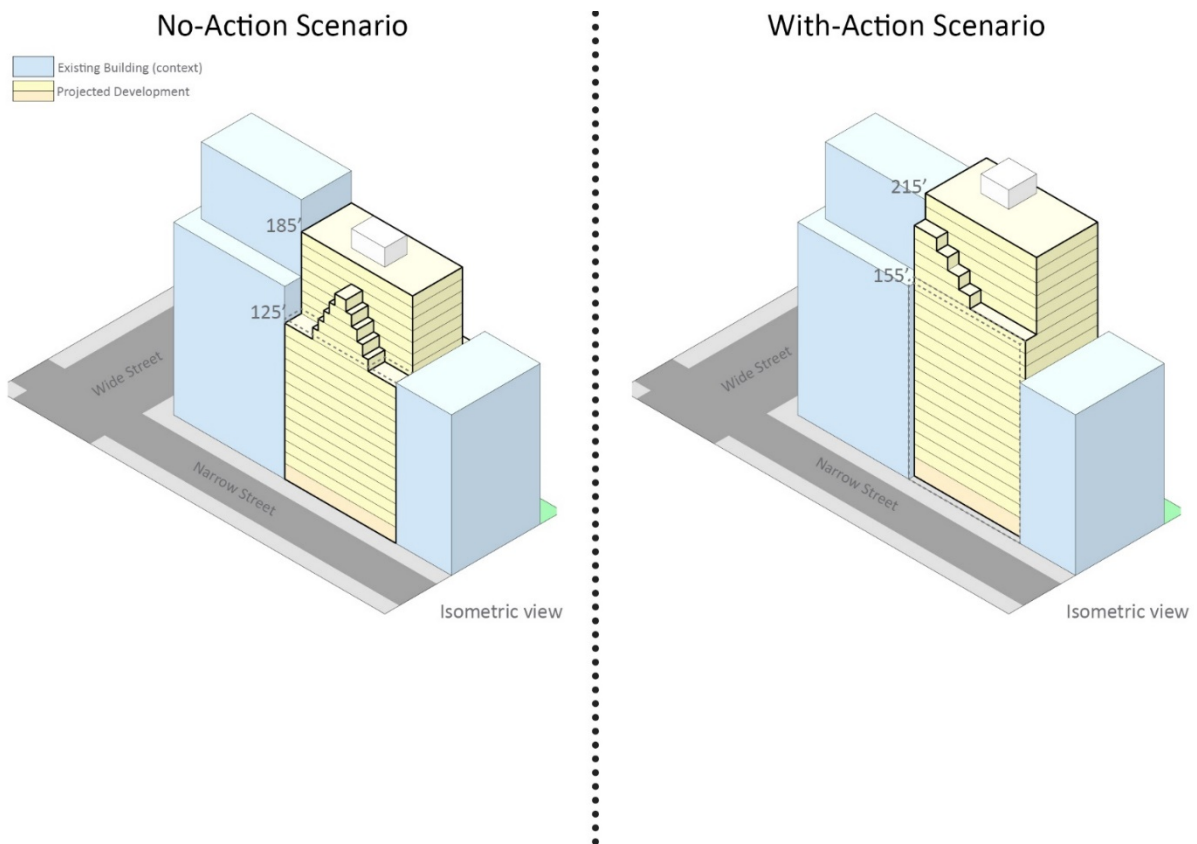 No-Action Scenario
Existing Building (context)
Projected Development
185'
125'
Wide Street
Narrow Street
Isometric view
With-Action Scenario
215'
155'
Wide Street
Narrow Street
Isometric view